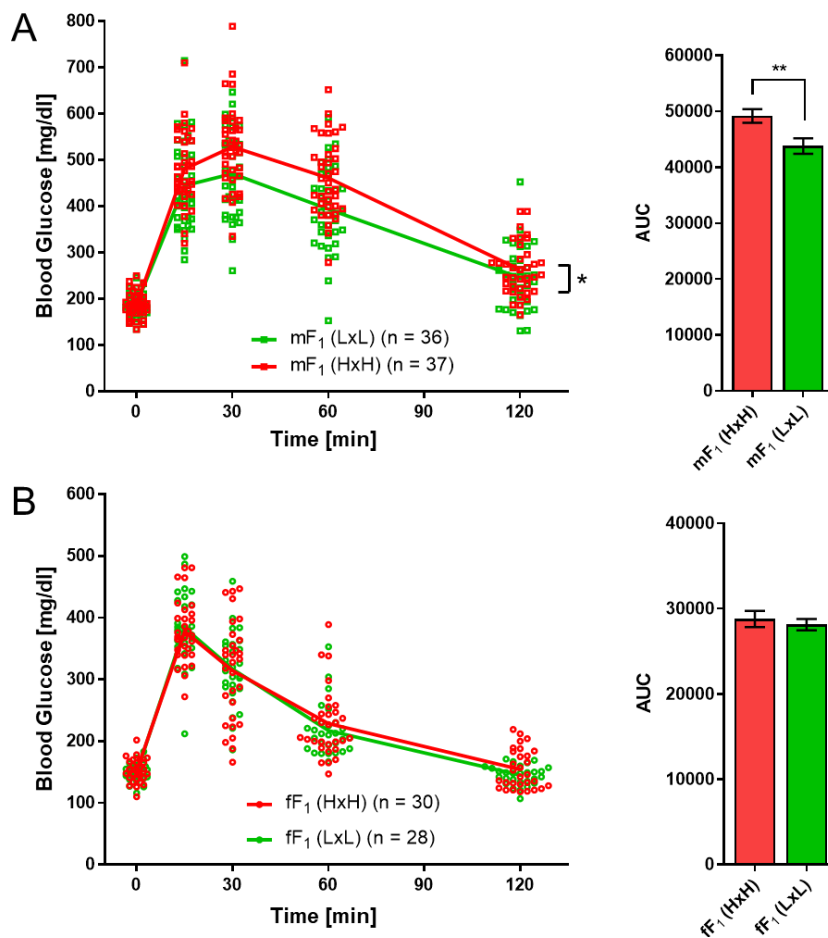 A
Blood Glucose [mg/dl]
800
700
600
500
400
300
200
100
0
mF₁ (LxL) (n = 36)
mF₁ (HxH) (n = 37)
*
0 30 60 90 120
Time [min]
AUC
60000
50000
40000
30000
20000
10000
0
**
mF₁ (HxH)
mF₁ (LxL)
B
Blood Glucose [mg/dl]
600
500
400
300
200
100
0
fF₁ (HxH) (n = 30)
fF₁ (LxL) (n = 28)
0 30 60 90 120
Time [min]
AUC
40000
30000
20000
10000
0
fF₁ (HxH)
fF₁ (LxL)